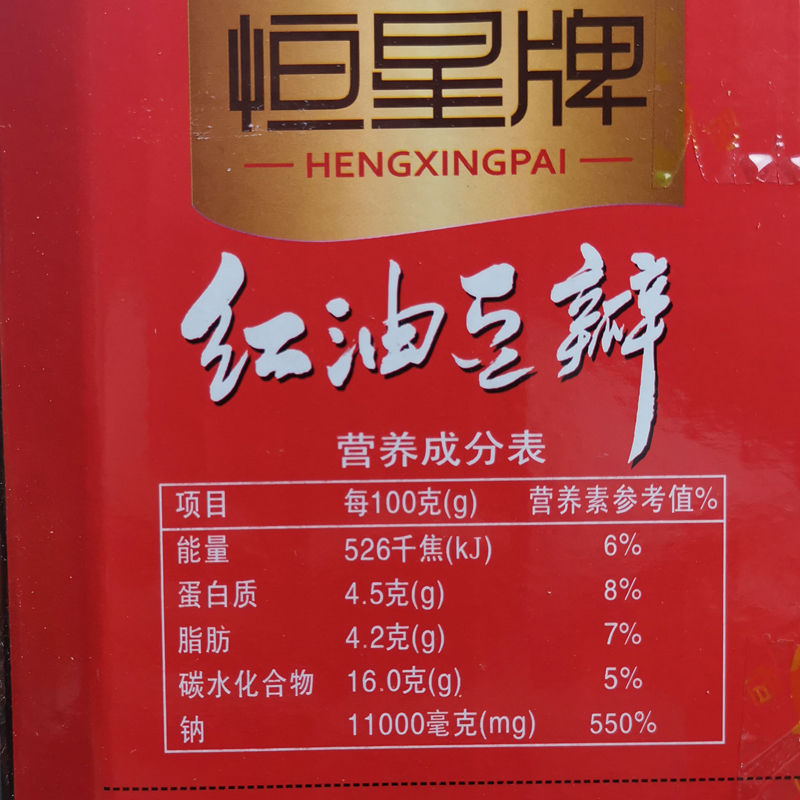 恒星牌
HENGXINGPAI
红油豆瓣
营养成分表
项目 每100克(g) 营养素参考值%
能量 526千焦(kJ) 6%
蛋白质 4.5克(g) 8%
脂肪 4.2克(g) 7%
碳水化合物 16.0克(g) 5%
钠 11000毫克(mg) 550%